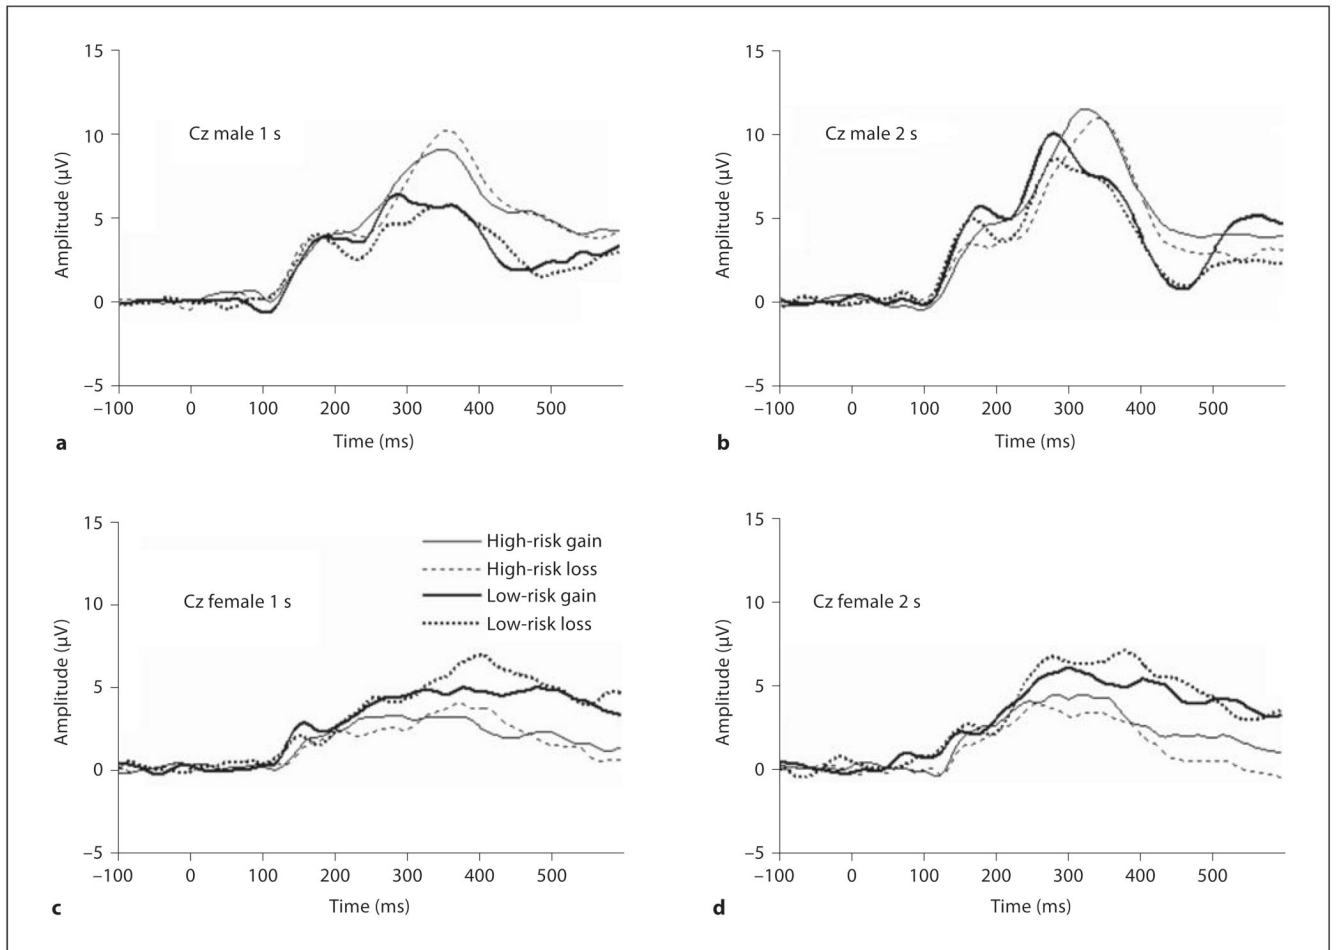 15
10
5
0
−5
Amplitude (µV)
Cz male 1 s
−100 0 100 200 300 400 500
Time (ms)
a
15
10
5
0
−5
Amplitude (µV)
Cz male 2 s
−100 0 100 200 300 400 500
Time (ms)
b
15
10
5
0
−5
Amplitude (µV)
Cz female 1 s
High-risk gain
High-risk loss
Low-risk gain
Low-risk loss
−100 0 100 200 300 400 500
Time (ms)
c
15
10
5
0
−5
Amplitude (µV)
Cz female 2 s
−100 0 100 200 300 400 500
Time (ms)
d